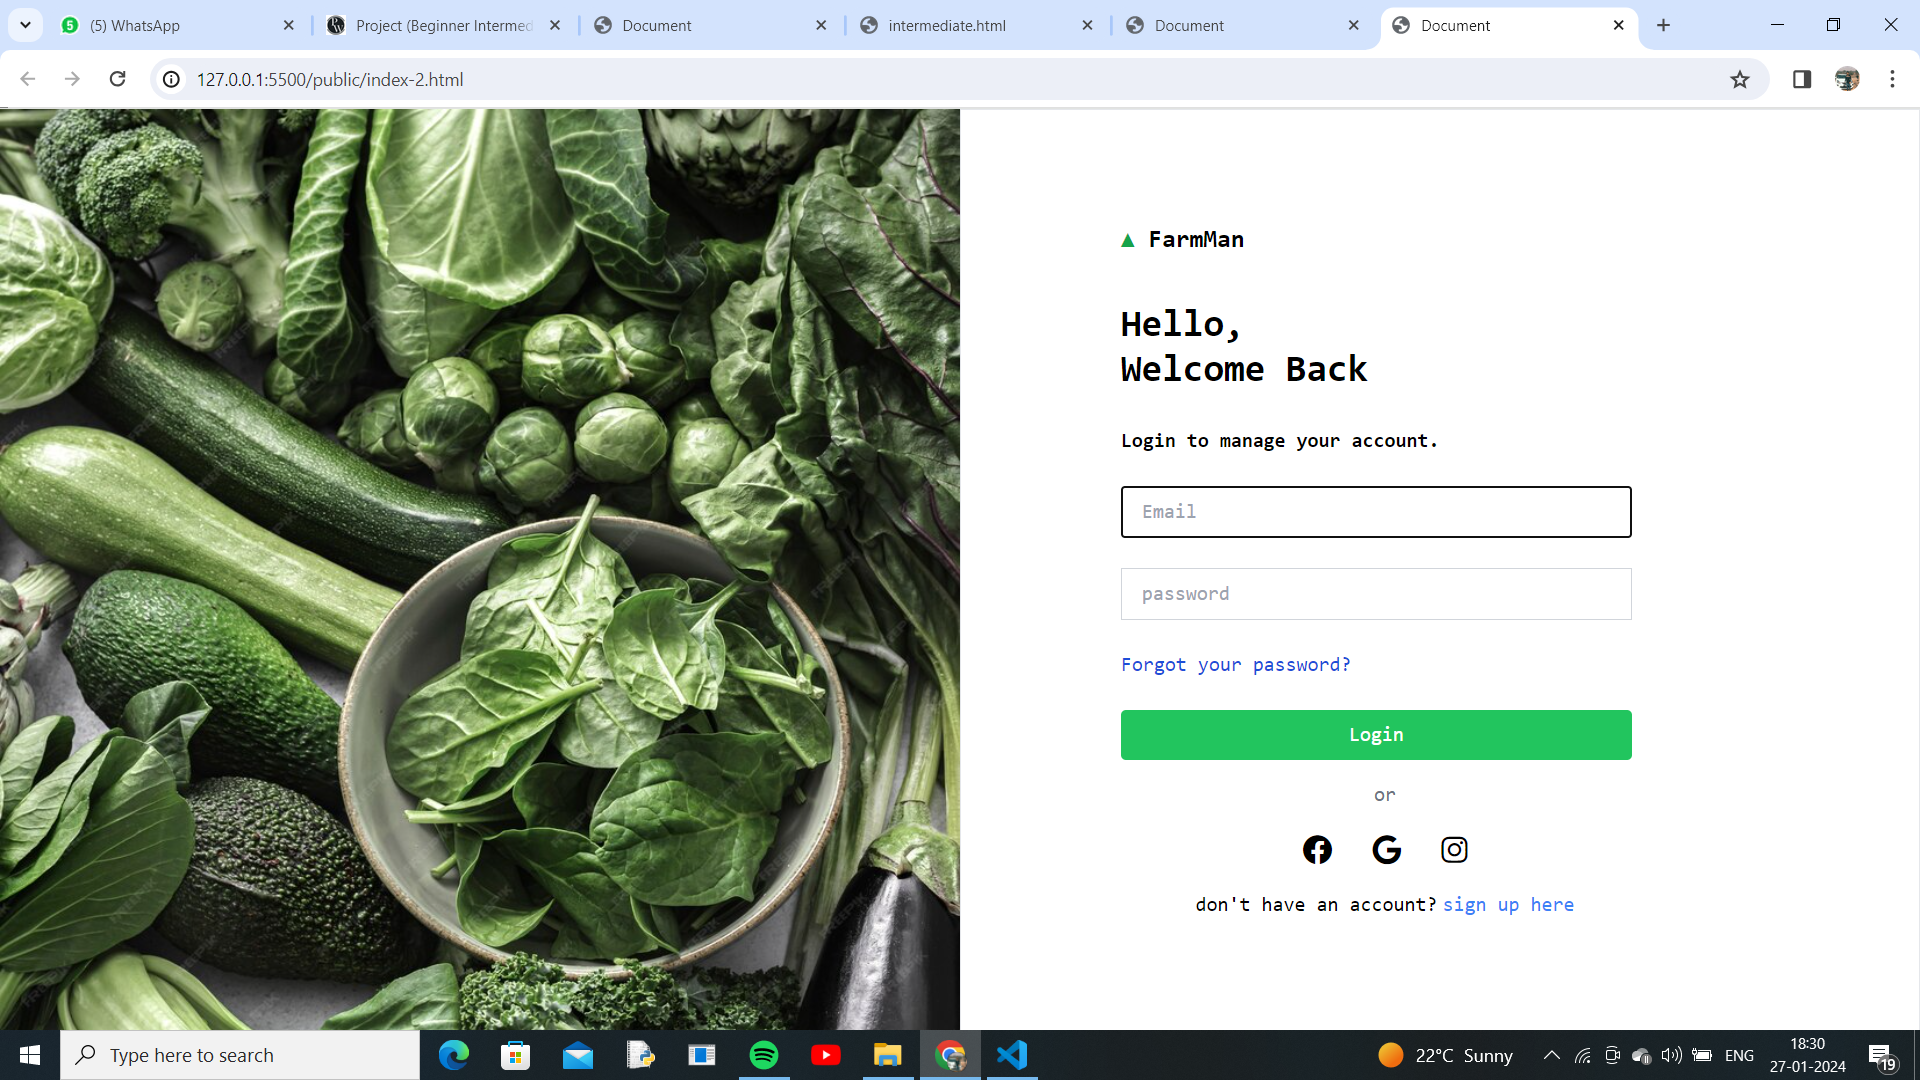 (5) WhatsApp
Project (Beginner Intermed
Document
intermediate.html
Document
Document
127.0.0.1:5500/public/index-2.html
FarmMan
Hello,
Welcome Back
Login to manage your account.
Email
password
Forgot your password?
Login
or
don't have an account? sign up here
Type here to search
22°C Sunny
ENG
18:30
27-01-2024
19